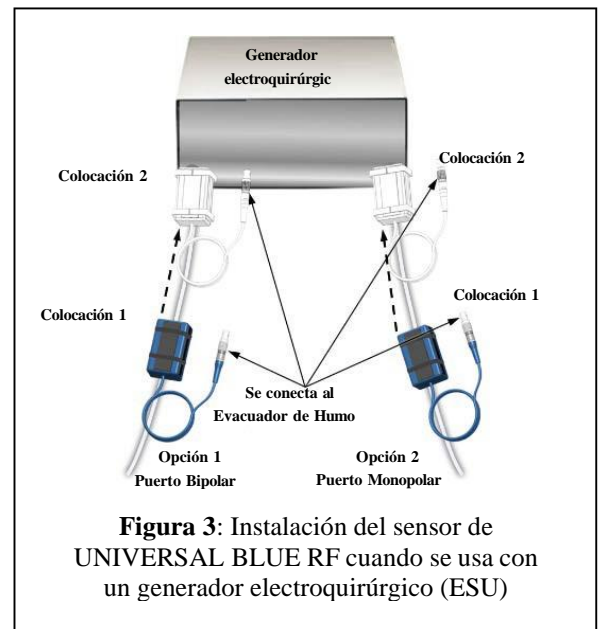 Generador
electroquirúrgic
Colocación 2
Colocación 2
Colocación 1
Colocación 1
Se conecta al
Evacuador de Humo
Opción 1
Puerto Bipolar
Opción 2
Puerto Monopolar
Figura 3: Instalación del sensor de
UNIVERSAL BLUE RF cuando se usa con
un generador electroquirúrgico (ESU)